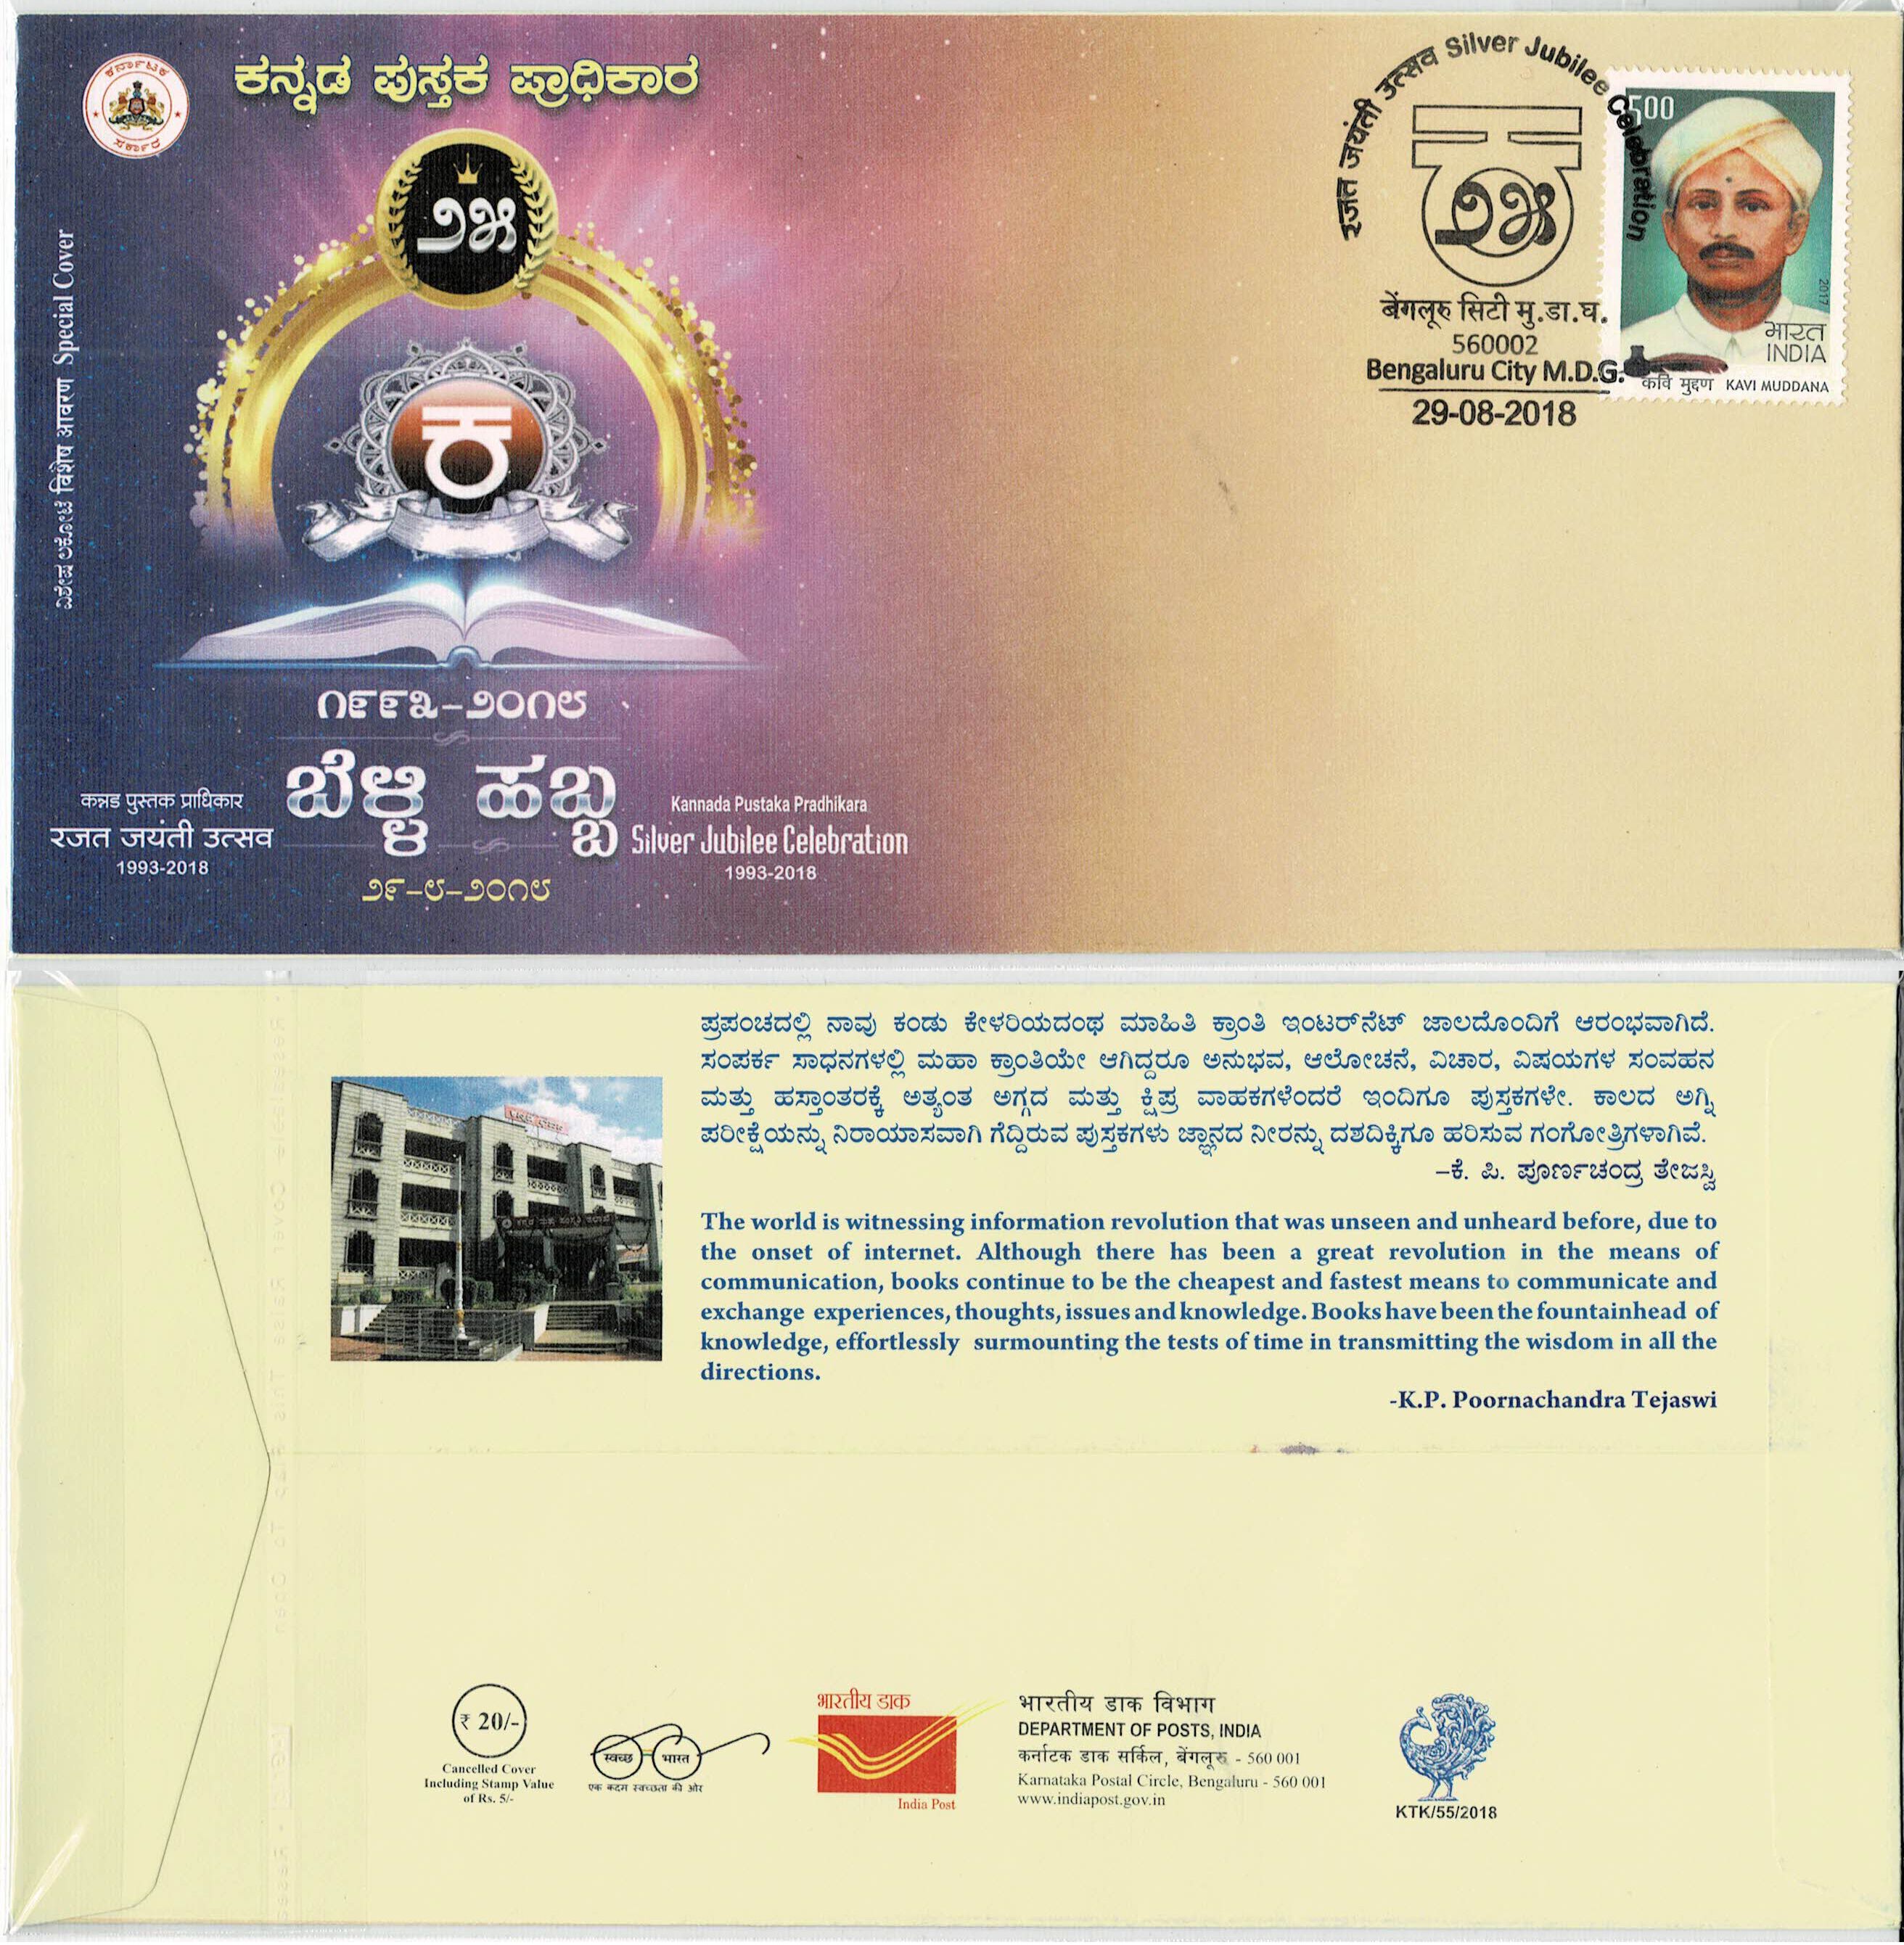 ಕರ್ನಾಟಕ
ಸರ್ಕಾರ
ಕನ್ನಡ ಪುಸ್ತಕ ಪ್ರಾಧಿಕಾರ
೨೫
ಕ
ವಿಶೇಷ ಲಕೋಟೆ विशेष आवरण Special Cover
೧೯೯೩-೨೦೧೮
ಬೆಳ್ಳಿ ಹಬ್ಬ
೨೯-೮-೨೦೧೮
कन्नड पुस्तक प्राधिकार
रजत जयंती उत्सव
1993-2018
Kannada Pustaka Pradhikara
Silver Jubilee Celebration
1993-2018
रजत जयंती उत्सव Silver Jubilee Celebration
ಕ
೨೫
बेंगलूरु सिटी मु.डा.घ.
560002
Bengaluru City M.D.G.
29-08-2018
500
2017
भारत
INDIA
कवि मुद्दण KAVI MUDDANA
ಪ್ರಪಂಚದಲ್ಲಿ ನಾವು ಕಂಡು ಕೇಳರಿಯದಂಥ ಮಾಹಿತಿ ಕ್ರಾಂತಿ ಇಂಟರ್‌ನೆಟ್ ಜಾಲದೊಂದಿಗೆ ಆರಂಭವಾಗಿದೆ.
ಸಂಪರ್ಕ ಸಾಧನಗಳಲ್ಲಿ ಮಹಾ ಕ್ರಾಂತಿಯೇ ಆಗಿದ್ದರೂ ಅನುಭವ, ಆಲೋಚನೆ, ವಿಚಾರ, ವಿಷಯಗಳ ಸಂವಹನ
ಮತ್ತು ಹಸ್ತಾಂತರಕ್ಕೆ ಅತ್ಯಂತ ಅಗ್ಗದ ಮತ್ತು ಕ್ಷಿಪ್ರ ವಾಹಕಗಳೆಂದರೆ ಇಂದಿಗೂ ಪುಸ್ತಕಗಳೇ. ಕಾಲದ ಅಗ್ನಿ
ಪರೀಕ್ಷೆಯನ್ನು ನಿರಾಯಾಸವಾಗಿ ಗೆದ್ದಿರುವ ಪುಸ್ತಕಗಳು ಜ್ಞಾನದ ನೀರನ್ನು ದಶದಿಕ್ಕಿಗೂ ಹರಿಸುವ ಗಂಗೋತ್ರಿಗಳಾಗಿವೆ.
–ಕೆ. ಪಿ. ಪೂರ್ಣಚಂದ್ರ ತೇಜಸ್ವಿ
The world is witnessing information revolution that was unseen and unheard before, due to
the onset of internet. Although there has been a great revolution in the means of
communication, books continue to be the cheapest and fastest means to communicate and
exchange experiences, thoughts, issues and knowledge. Books have been the fountainhead of
knowledge, effortlessly surmounting the tests of time in transmitting the wisdom in all the
directions.
-K.P. Poornachandra Tejaswi
₹ 20/-
Cancelled Cover
Including Stamp Value
of Rs. 5/-
स्वच्छ भारत
एक कदम स्वच्छता की ओर
भारतीय डाक
India Post
भारतीय डाक विभाग
DEPARTMENT OF POSTS, INDIA
कर्नाटक डाक सर्किल, बेंगलूरु - 560 001
Karnataka Postal Circle, Bengaluru - 560 001
www.indiapost.gov.in
KTK/55/2018